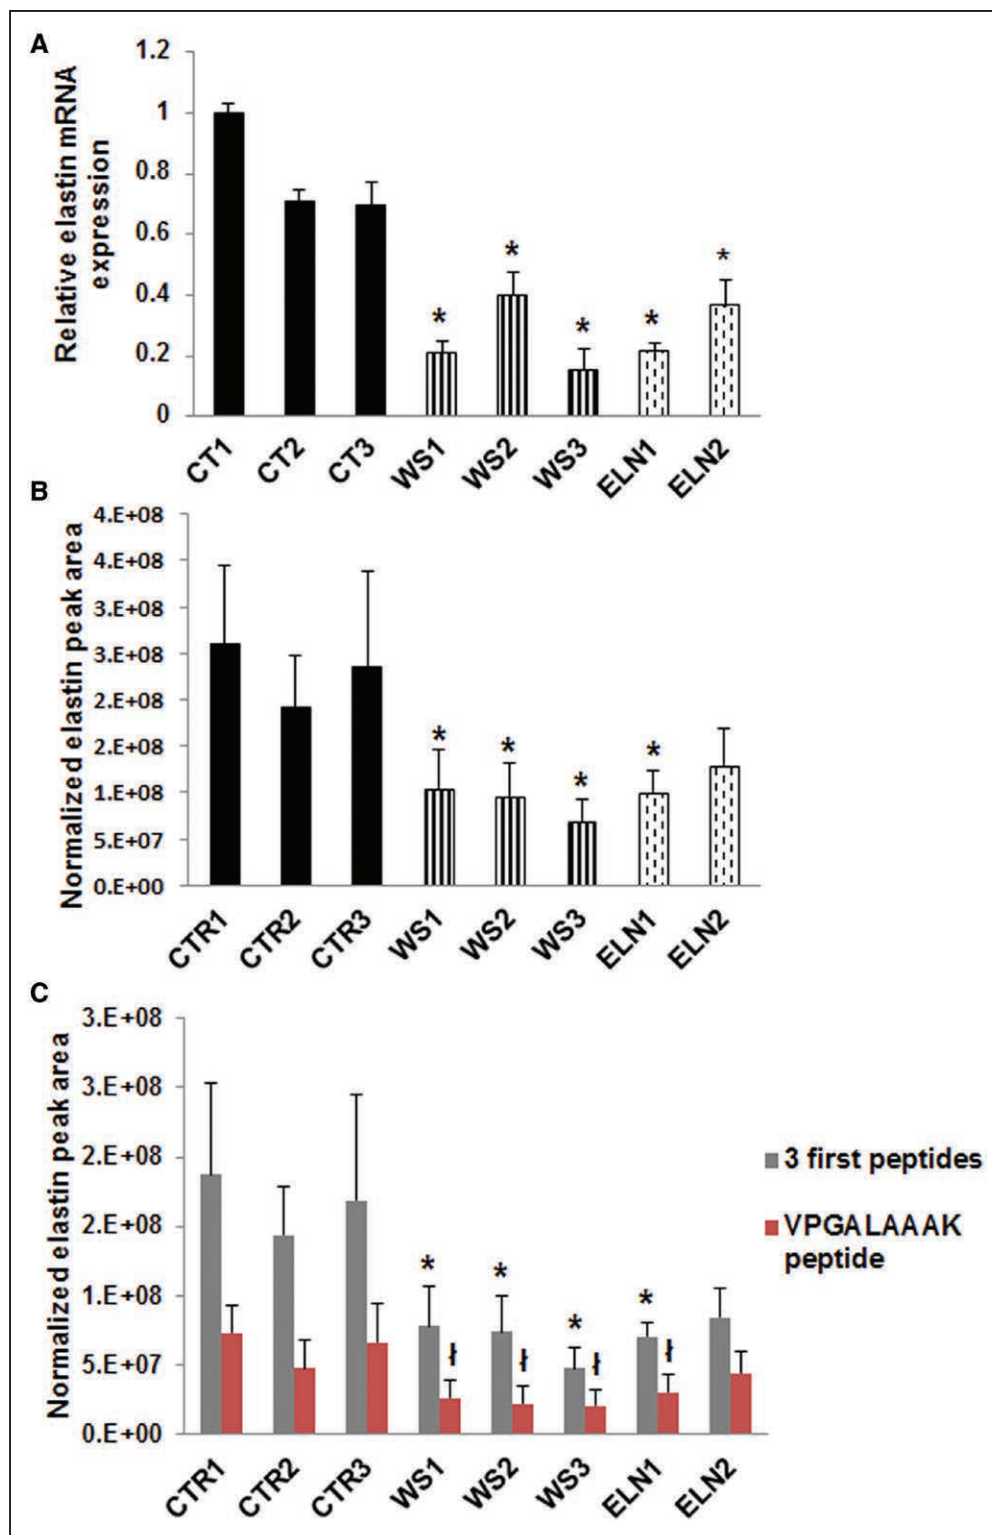 A
Relative elastin mRNA
expression
1.2
1
0.8
0.6
0.4
0.2
0
*
*
*
*
*
CT1
CT2
CT3
WS1
WS2
WS3
ELN1
ELN2
B
Normalized elastin peak area
4.E+08
4.E+08
3.E+08
3.E+08
2.E+08
2.E+08
1.E+08
5.E+07
0.E+00
*
*
*
*
CTR1
CTR2
CTR3
WS1
WS2
WS3
ELN1
ELN2
C
Normalized elastin peak area
3.E+08
3.E+08
2.E+08
2.E+08
1.E+08
5.E+07
0.E+00
*
*
*
*
ƚ
ƚ
ƚ
ƚ
CTR1
CTR2
CTR3
WS1
WS2
WS3
ELN1
ELN2
3 first peptides
VPGALAAAK
peptide